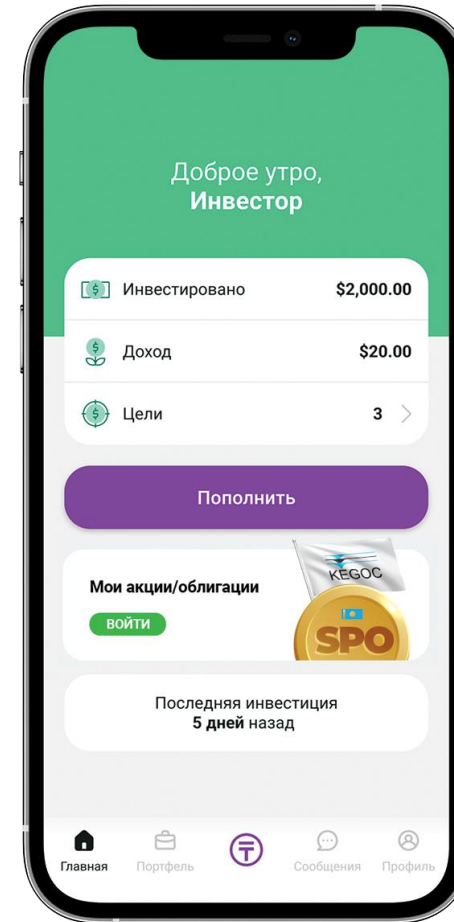 Доброе утро,
Инвестор
Инвестировано $2,000.00
Доход $20.00
Цели 3
Пополнить
KEGOC
Мои акции/облигации
ВОЙТИ
SPO
Последняя инвестиция
5 дней назад
Главная Портфель ₸ Сообщения Профиль